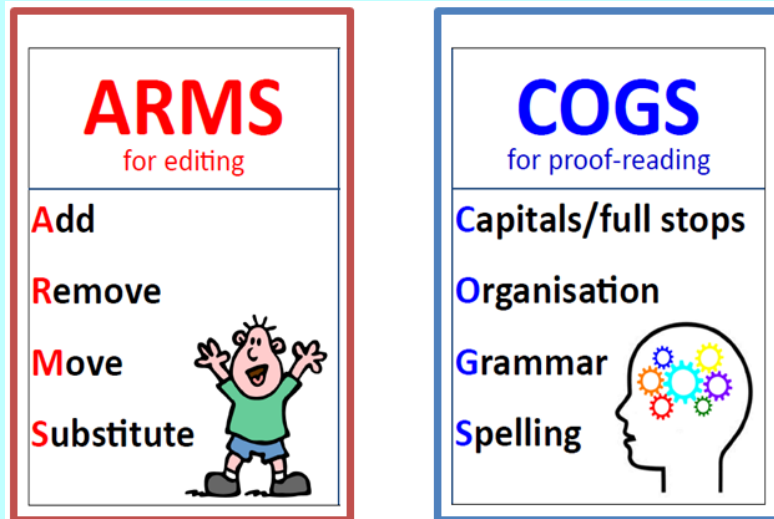 ARMS
for editing
Add
Remove
Move
Substitute
COGS
for proof-reading
Capitals/full stops
Organisation
Grammar
Spelling